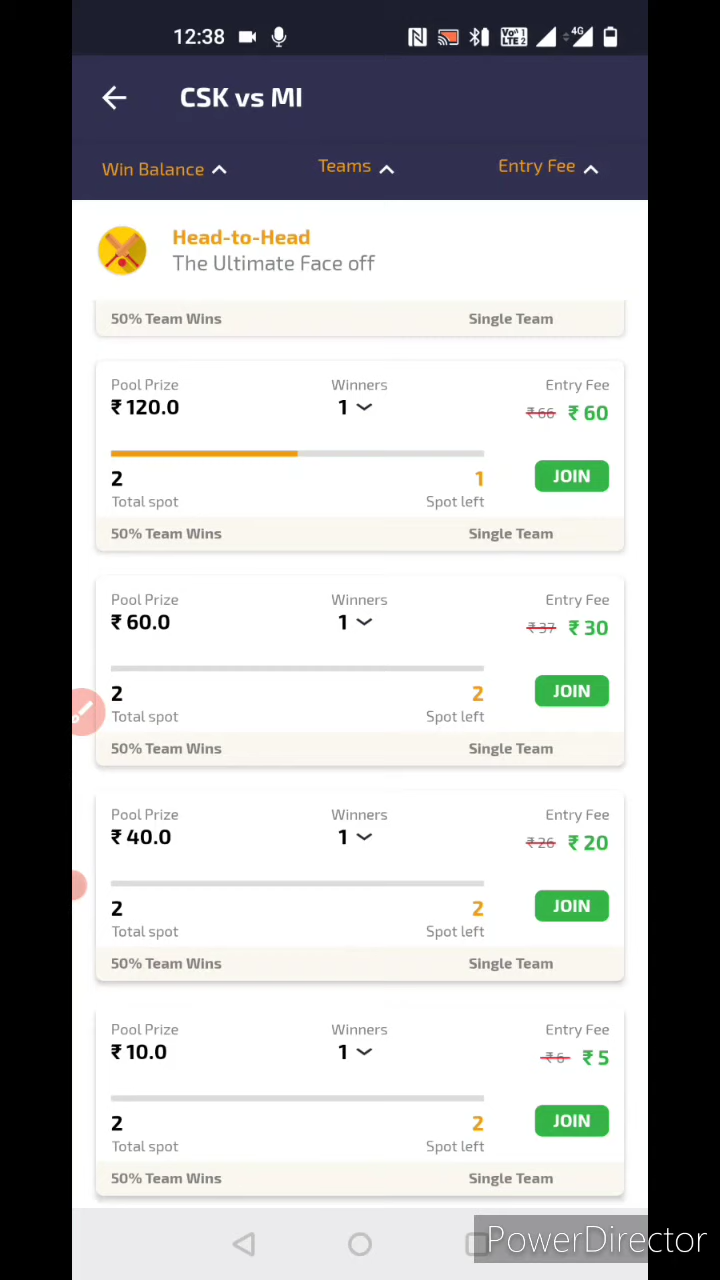 12:38
Vo 1
LTE 2
4G
CSK vs MI
Win Balance Teams Entry Fee
Head-to-Head
The Ultimate Face off
50% Team Wins Single Team
Pool Prize Winners Entry Fee
₹ 120.0 1 ₹ 66 ₹ 60
2 1 JOIN
Total spot Spot left
50% Team Wins Single Team
Pool Prize Winners Entry Fee
₹ 60.0 1 ₹ 37 ₹ 30
2 2 JOIN
Total spot Spot left
50% Team Wins Single Team
Pool Prize Winners Entry Fee
₹ 40.0 1 ₹ 26 ₹ 20
2 2 JOIN
Total spot Spot left
50% Team Wins Single Team
Pool Prize Winners Entry Fee
₹ 10.0 1 ₹ 6 ₹ 5
2 2 JOIN
Total spot Spot left
50% Team Wins Single Team
PowerDirector